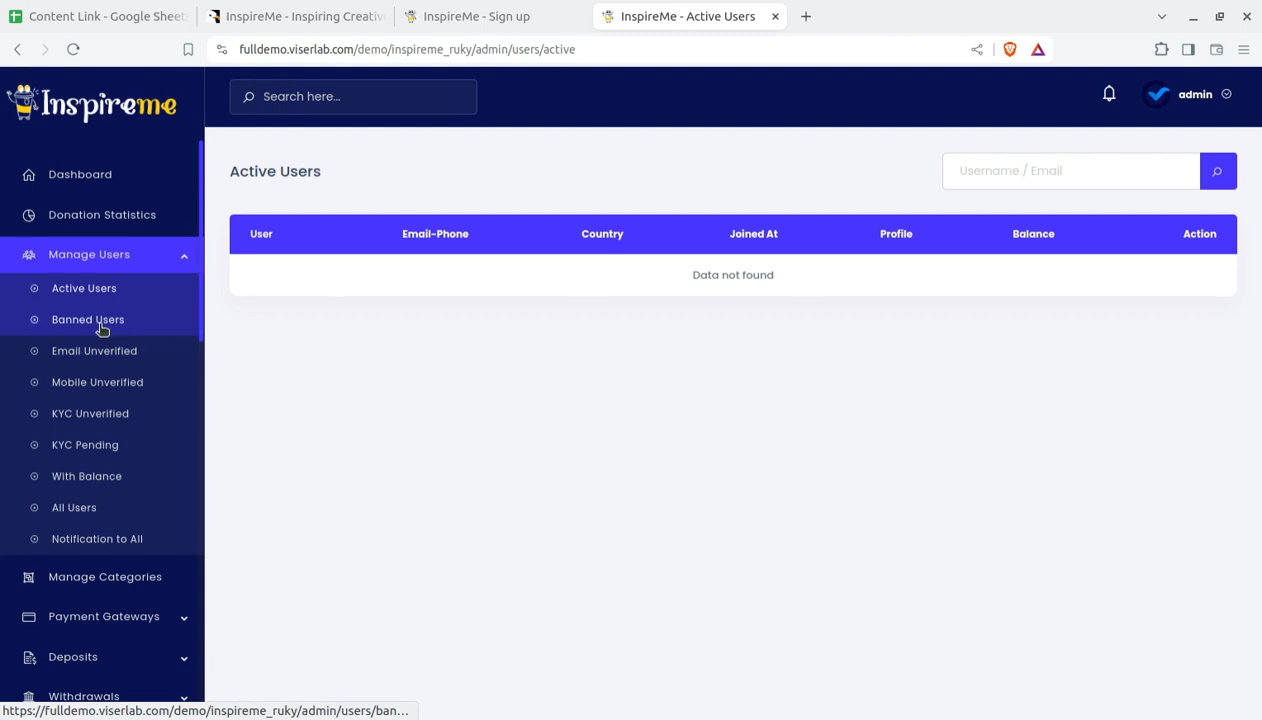 Content Link - Google Sheet
InspireMe - Inspiring Creativ
InspireMe - Sign up
InspireMe - Active Users
fulldemo.viserlab.com/demo/inspireme_ruky/admin/users/active
Inspireme
Search here...
admin
Dashboard
Donation Statistics
Manage Users
Active Users
Banned Users
Email Unverified
Mobile Unverified
KYC Unverified
KYC Pending
With Balance
All Users
Notification to All
Manage Categories
Payment Gateways
Deposits
Withdrawals
Active Users
Username / Email
User Email-Phone Country Joined At Profile Balance Action
Data not found
https://fulldemo.viserlab.com/demo/inspireme_ruky/admin/users/ban...